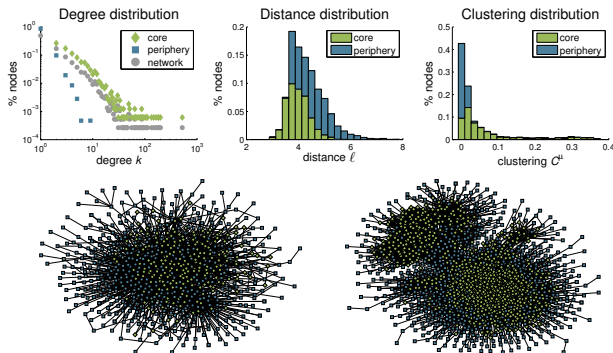 Degree distribution
% nodes
10^0
10^-1
10^-2
10^-3
10^-4
10^0 10^1 10^2 10^3
degree k
core
periphery
network
Distance distribution
% nodes
0.2
0.15
0.1
0.05
0
2 4 6 8
distance ℓ
core
periphery
Clustering distribution
% nodes
0.5
0.4
0.3
0.2
0.1
0
0 0.1 0.2 0.3 0.4
clustering C^μ
core
periphery